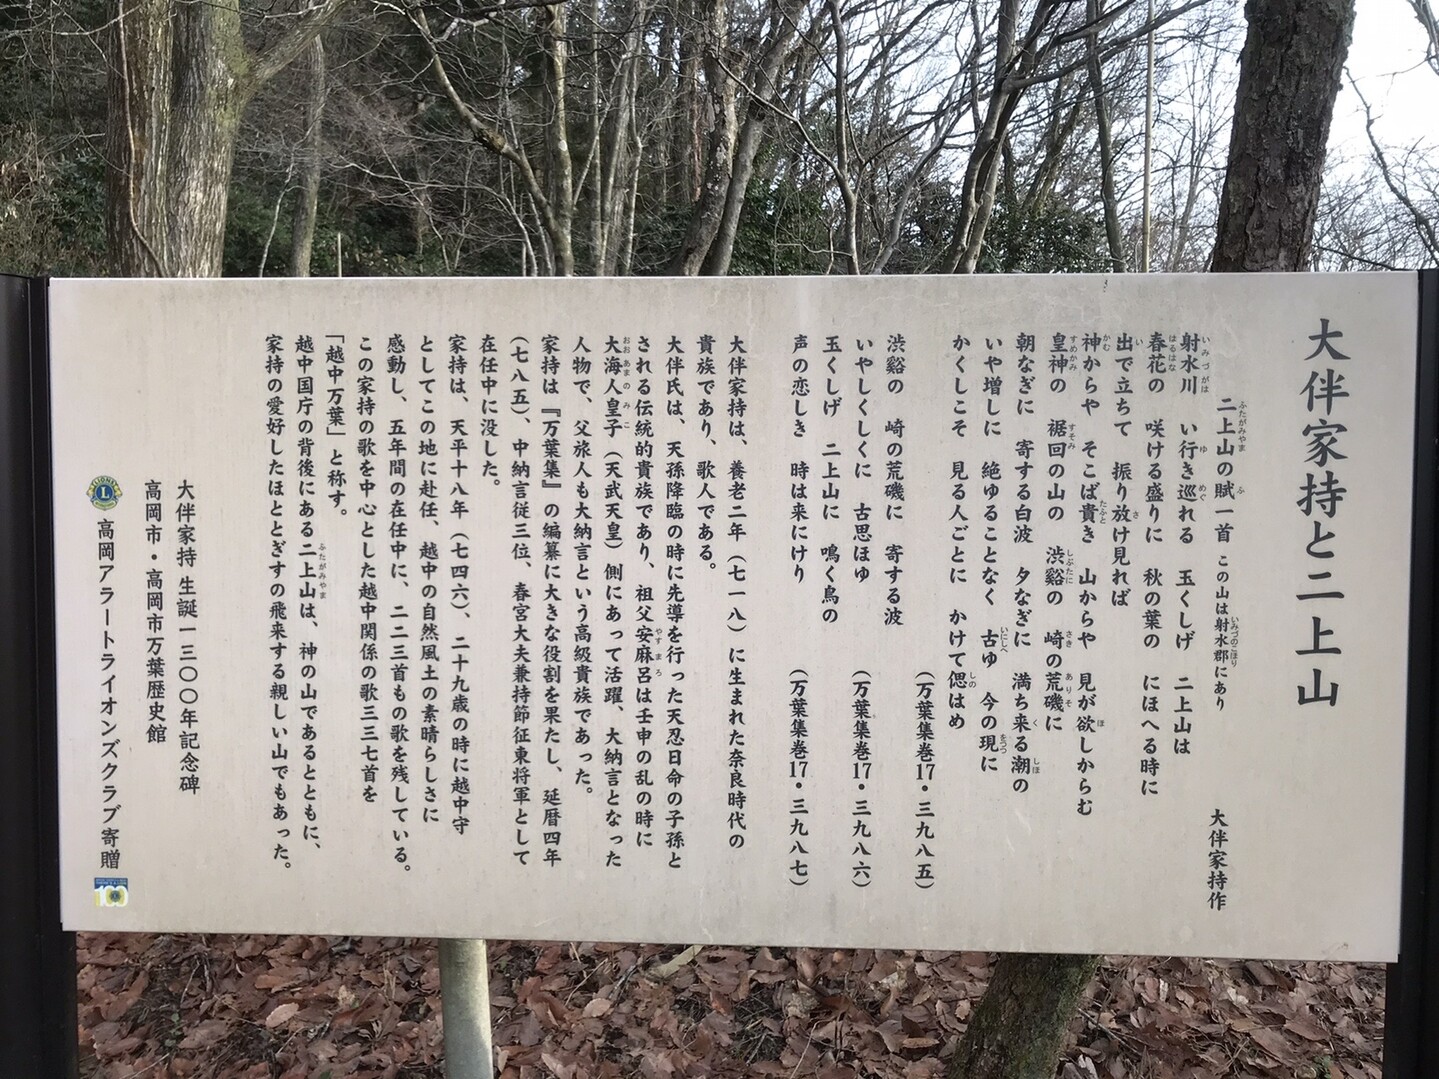 大伴家持と二上山
二上山の賦一首 この山は射水郡にあり 大伴家持作
射水川 い行き巡れる 玉くしげ 二上山は
春花の 咲ける盛りに 秋の葉の にほへる時に
出で立ちて 振り放け見れば
神からや そこば貴き 山からや 見が欲しからむ
皇神の 裾回の山の 渋谿の 崎の荒磯に
朝なぎに 寄する白波 夕なぎに 満ち来る潮の
いや増しに 絶ゆることなく 古ゆ 今の現に
かくしこそ 見る人ごとに かけて偲はめ
(万葉集巻17・三九八五)
渋谿の 崎の荒磯に 寄する波
いやしくしくに 古思ほゆ
(万葉集巻17・三九八六)
玉くしげ 二上山に 鳴く鳥の
声の恋しき 時は来にけり
(万葉集巻17・三九八七)
大伴家持は、養老二年(七一八)に生まれた奈良時代の
貴族であり、歌人である。
大伴氏は、天孫降臨の時に先導を行った天忍日命の子孫と
される伝統的貴族であり、祖父安麻呂は壬申の乱の時に
大海人皇子(天武天皇)側にあって活躍、大納言となった
人物で、父旅人も大納言という高級貴族であった。
家持は『万葉集』の編纂に大きな役割を果たし、延暦四年
(七八五)、中納言従三位、春宮大夫兼持節征東将軍として
在任中に没した。
家持は、天平十八年(七四六)、二十九歳の時に越中守
としてこの地に赴任、越中の自然風土の素晴らしさに
感動し、五年間の在任中に、二二三首もの歌を残している。
この家持の歌を中心とした越中関係の歌三三七首を
「越中万葉」と称す。
越中国庁の背後にある二上山は、神の山であるとともに、
家持の愛好したほととぎすの飛来する親しい山でもあった。
大伴家持 生誕一三〇〇年記念碑
高岡市・高岡市万葉歴史館
高岡アラートライオンズクラブ寄贈
100